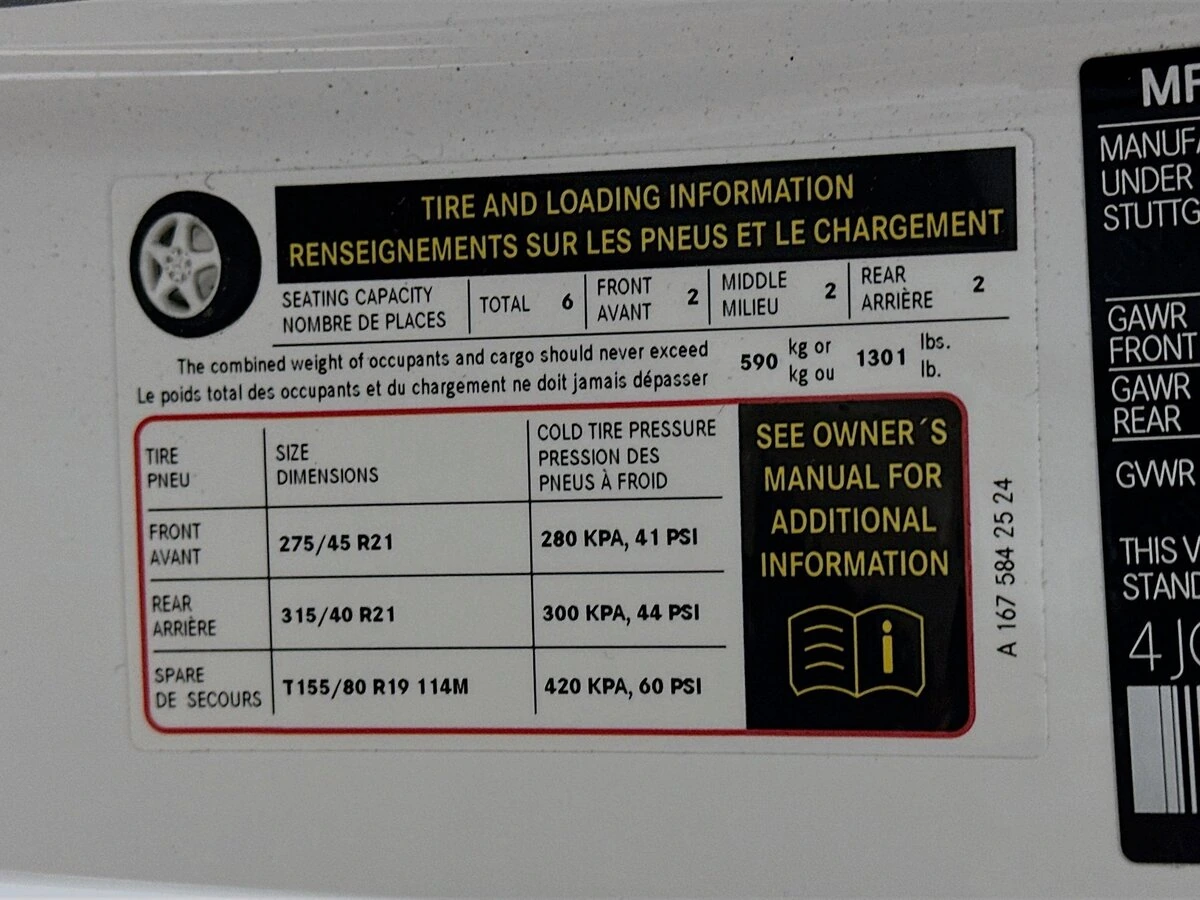 TIRE AND LOADING INFORMATION
RENSEIGNEMENTS SUR LES PNEUS ET LE CHARGEMENT
SEATING CAPACITY
NOMBRE DE PLACES
TOTAL 6
FRONT
AVANT
2
MIDDLE
MILIEU
2
REAR
ARRIÈRE
2
The combined weight of occupants and cargo should never exceed
Le poids total des occupants et du chargement ne doit jamais dépasser
590
kg or
kg ou
1301
lbs.
lb.
TIRE
PNEU
SIZE
DIMENSIONS
COLD TIRE PRESSURE
PRESSION DES
PNEUS À FROID
FRONT
AVANT
275/45 R21
280 KPA, 41 PSI
REAR
ARRIÈRE
315/40 R21
300 KPA, 44 PSI
SPARE
DE SECOURS
T155/80 R19 114M
420 KPA, 60 PSI
SEE OWNER´S
MANUAL FOR
ADDITIONAL
INFORMATION
A 167 584 25 24
UNDER
GAWR
FRONT
GAWR
REAR
GVWR
THIS
4